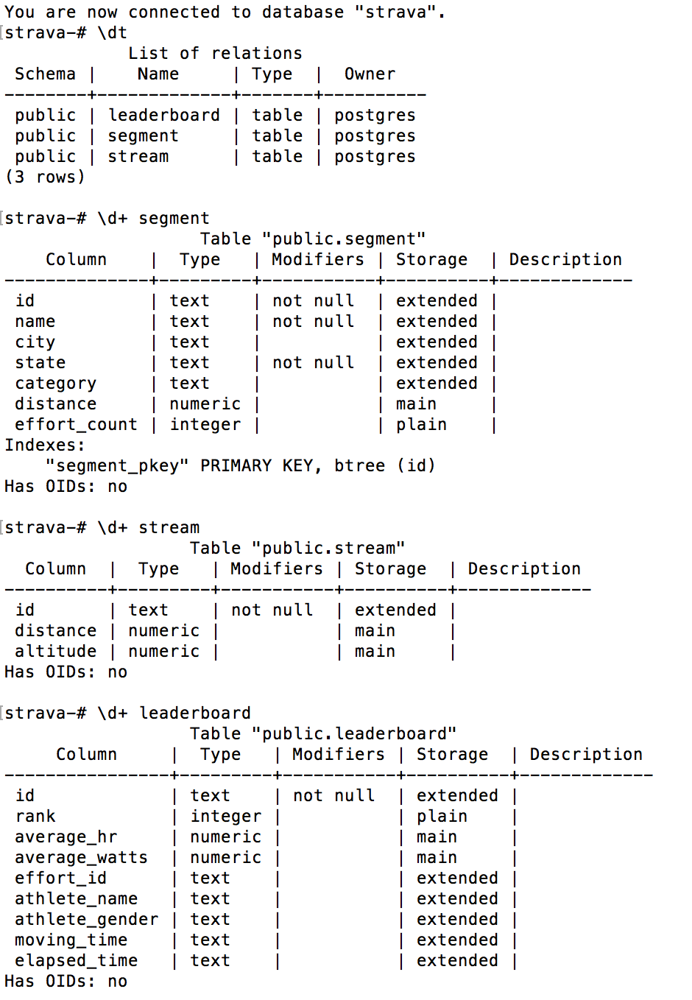 You are now connected to database "strava".
[strava-# \dt
            List of relations
 Schema |    Name     | Type  |  Owner
--------+-------------+-------+----------
 public | leaderboard | table | postgres
 public | segment     | table | postgres
 public | stream      | table | postgres
(3 rows)

[strava-# \d+ segment
                   Table "public.segment"
    Column    |  Type   | Modifiers | Storage  | Description
--------------+---------+-----------+----------+-------------
 id           | text    | not null  | extended |
 name         | text    | not null  | extended |
 city         | text    |           | extended |
 state        | text    | not null  | extended |
 category     | text    |           | extended |
 distance     | numeric |           | main     |
 effort_count | integer |           | plain    |
Indexes:
    "segment_pkey" PRIMARY KEY, btree (id)
Has OIDs: no

[strava-# \d+ stream
                  Table "public.stream"
  Column  |  Type   | Modifiers | Storage  | Description
----------+---------+-----------+----------+-------------
 id       | text    | not null  | extended |
 distance | numeric |           | main     |
 altitude | numeric |           | main     |
Has OIDs: no

[strava-# \d+ leaderboard
                  Table "public.leaderboard"
     Column     |  Type   | Modifiers | Storage  | Description
----------------+---------+-----------+----------+-------------
 id             | text    | not null  | extended |
 rank           | integer |           | plain    |
 average_hr     | numeric |           | main     |
 average_watts  | numeric |           | main     |
 effort_id      | text    |           | extended |
 athlete_name   | text    |           | extended |
 athlete_gender | text    |           | extended |
 moving_time    | text    |           | extended |
 elapsed_time   | text    |           | extended |
Has OIDs: no